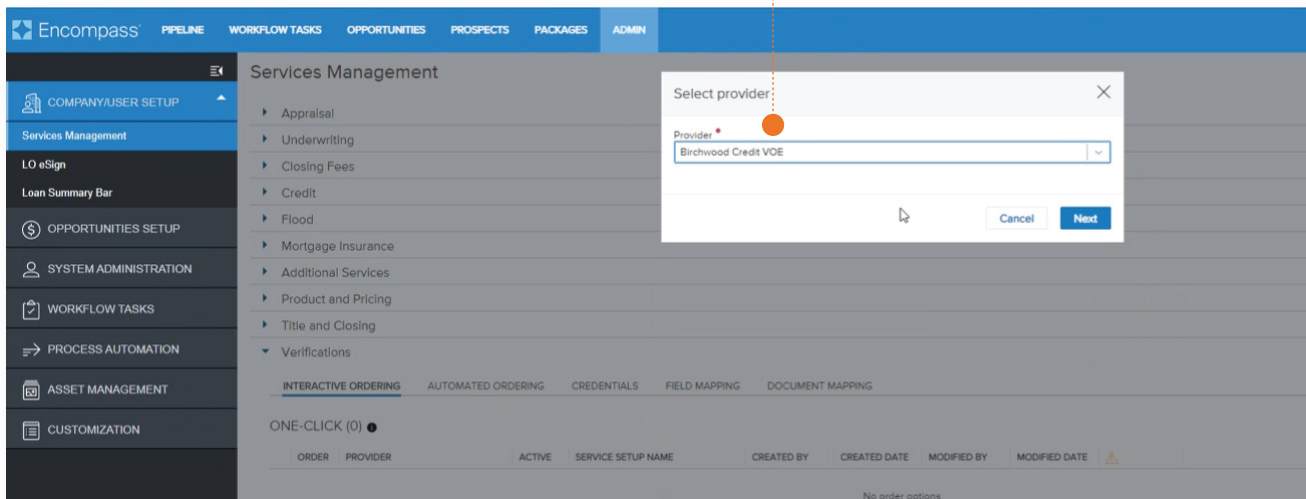 Encompass PIPELINE WORKFLOW TASKS OPPORTUNITIES PROSPECTS PACKAGES ADMIN
COMPANY/USER SETUP
Services Management
LO eSign
Loan Summary Bar
OPPORTUNITIES SETUP
SYSTEM ADMINISTRATION
WORKFLOW TASKS
PROCESS AUTOMATION
ASSET MANAGEMENT
CUSTOMIZATION
Services Management
Appraisal
Underwriting
Closing Fees
Credit
Flood
Mortgage Insurance
Additional Services
Product and Pricing
Title and Closing
Verifications
INTERACTIVE ORDERING AUTOMATED ORDERING CREDENTIALS FIELD MAPPING DOCUMENT MAPPING
ONE-CLICK (0)
ORDER PROVIDER ACTIVE SERVICE SETUP NAME CREATED BY CREATED DATE MODIFIED BY MODIFIED DATE
No order options
Select provider
Provider *
Birchwood Credit VOE
Cancel Next